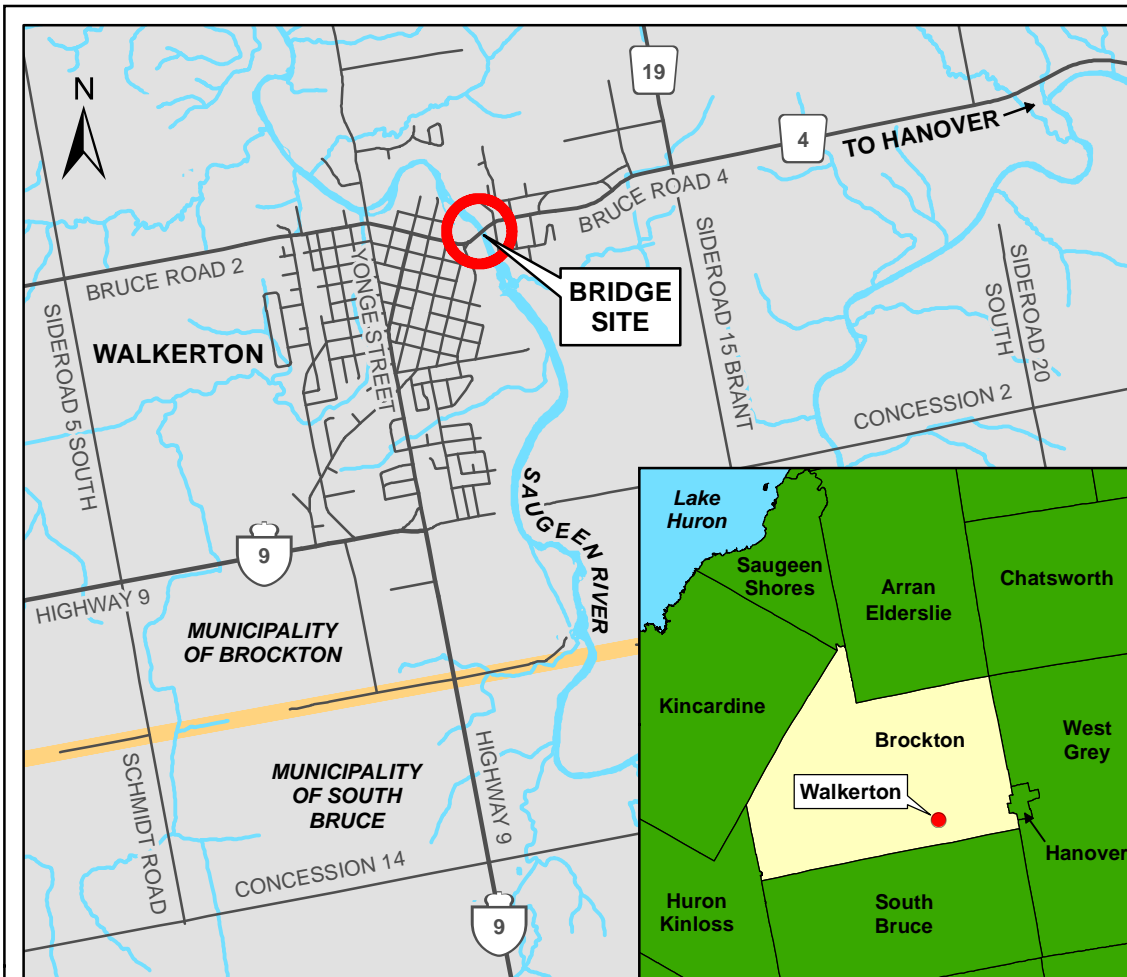 N
19
4
TO HANOVER
BRUCE ROAD 4
BRUCE ROAD 2
YONGE STREET
BRIDGE
SITE
SIDEROAD 5 SOUTH
WALKERTON
SIDEROAD 15 BRANT
SIDEROAD 20
SOUTH
CONCESSION 2
SAUGEEN RIVER
9
HIGHWAY 9
MUNICIPALITY
OF BROCKTON
SCHMIDT ROAD
MUNICIPALITY
OF SOUTH
BRUCE
HIGHWAY 9
CONCESSION 14
9
Lake
Huron
Saugeen
Shores
Arran
Elderslie
Chatsworth
Kincardine
Brockton
West
Grey
Walkerton
Hanover
Huron
Kinloss
South
Bruce